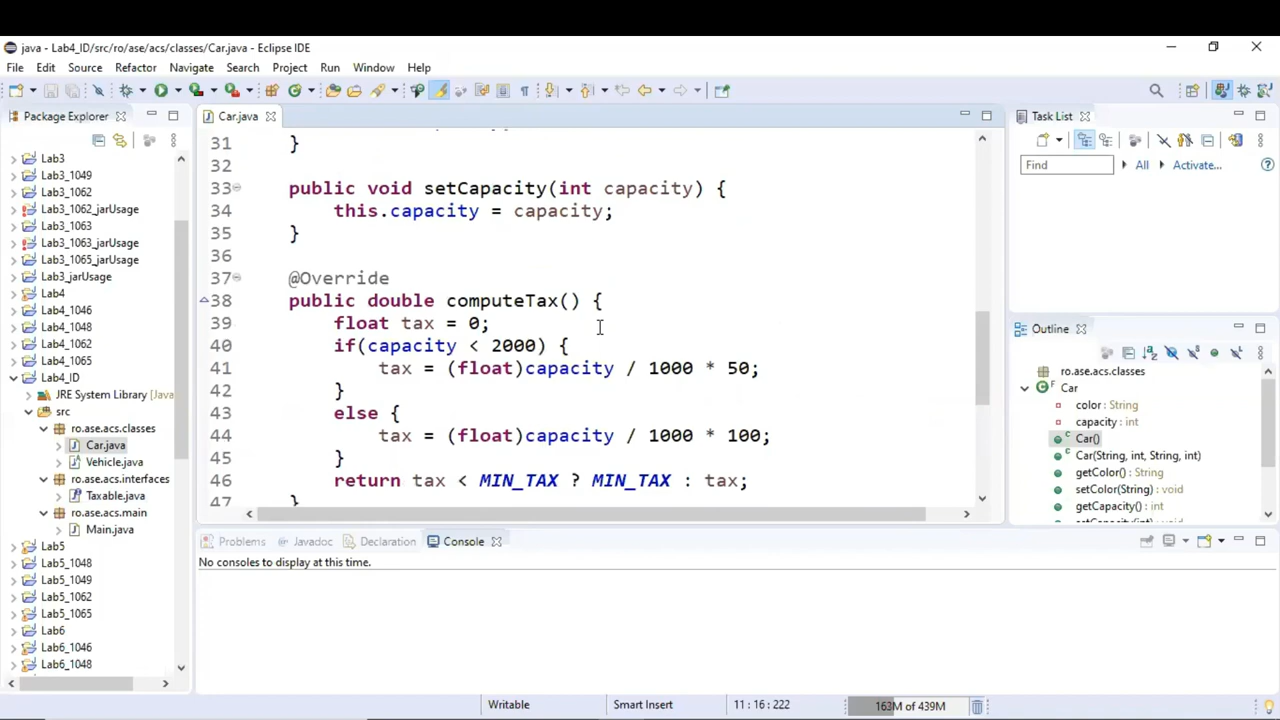 java - Lab4_ID/src/ro/ase/acs/classes/Car.java - Eclipse IDE
File Edit Source Refactor Navigate Search Project Run Window Help
Package Explorer
Lab3
Lab3_1049
Lab3_1062
Lab3_1062_jarUsage
Lab3_1063
Lab3_1063_jarUsage
Lab3_1065_jarUsage
Lab3_jarUsage
Lab4
Lab4_1046
Lab4_1048
Lab4_1062
Lab4_1065
Lab4_ID
JRE System Library [Java
src
ro.ase.acs.classes
Car.java
Vehicle.java
ro.ase.acs.interfaces
Taxable.java
ro.ase.acs.main
Main.java
Lab5
Lab5_1048
Lab5_1049
Lab5_1062
Lab5_1065
Lab6
Lab6_1046
Lab6_1048
Car.java
31 }
32
33 public void setCapacity(int capacity) {
34 this.capacity = capacity;
35 }
36
37 @Override
38 public double computeTax() {
39 float tax = 0;
40 if(capacity < 2000) {
41 tax = (float)capacity / 1000 * 50;
42 }
43 else {
44 tax = (float)capacity / 1000 * 100;
45 }
46 return tax < MIN_TAX ? MIN_TAX : tax;
47 }
Task List
Find All Activate...
Outline
ro.ase.acs.classes
Car
color : String
capacity : int
Car()
Car(String, int, String, int)
getColor() : String
setColor(String) : void
getCapacity() : int
setCapacity(int) : void
Problems Javadoc Declaration Console
No consoles to display at this time.
Writable Smart Insert 11 : 16 : 222 163M of 439M